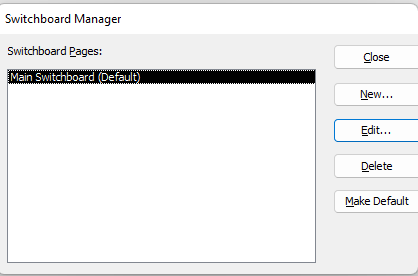 Switchboard Manager
Switchboard Pages:
Main Switchboard (Default)
Close
New...
Edit...
Delete
Make Default